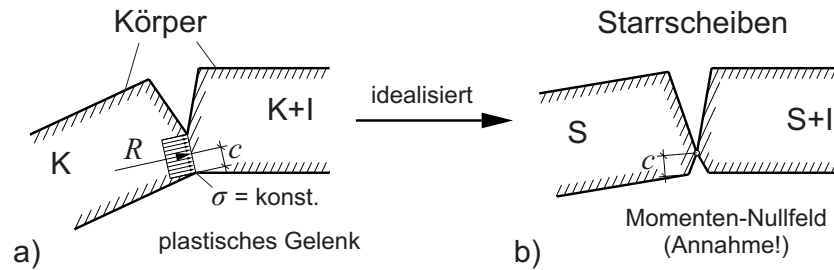 Körper
K
R
c
K+I
σ = konst.
a)
plastisches Gelenk
idealisiert
Starrscheiben
S
c
S+I
b)
Momenten-Nullfeld
(Annahme!)